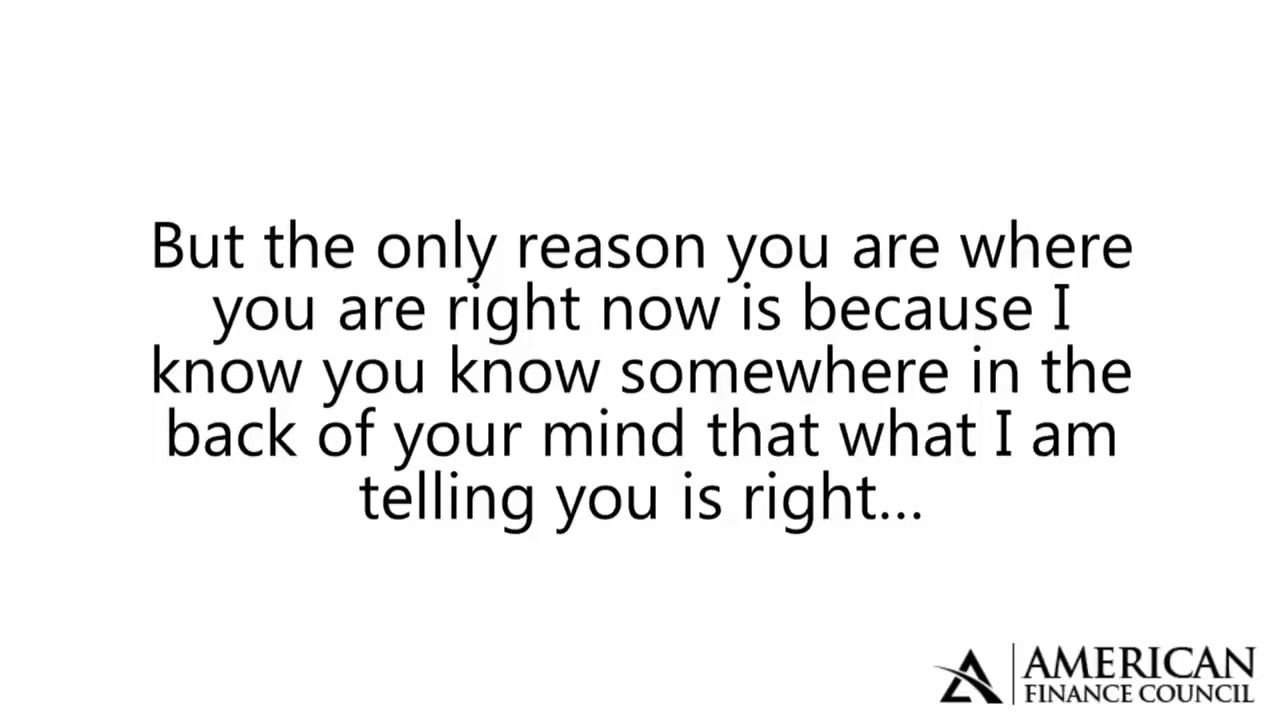 But the only reason you are where
you are right now is because I
know you know somewhere in the
back of your mind that what I am
telling you is right...
AMERICAN
FINANCE COUNCIL